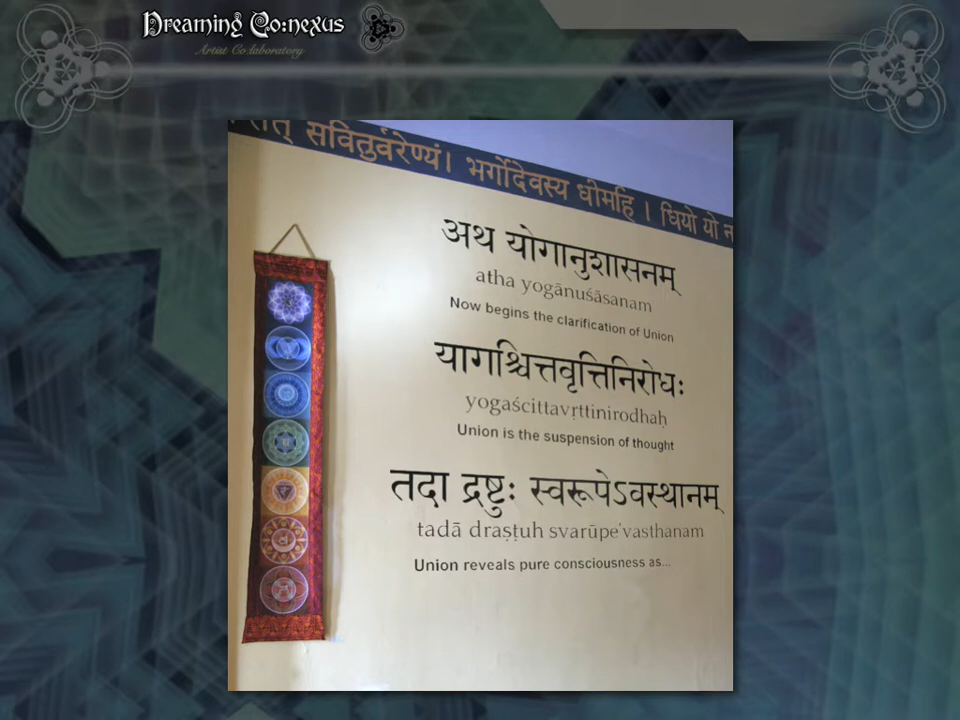 Dreaming Co:nexus
Artist Co:laboratory
सवितुर्वरेण्यं। भर्गोदेवस्य धीमहि । धियो यो
अथ योगानुशासनम्
atha yogānuśāsanam
Now begins the clarification of Union
यागश्चित्तवृत्तिनिरोधः
yogaścittavṛttinirodhaḥ
Union is the suspension of thought
तदा द्रष्टुः स्वरूपेऽवस्थानम्
tadā draṣṭuh svarūpe'vasthanam
Union reveals pure consciousness as...